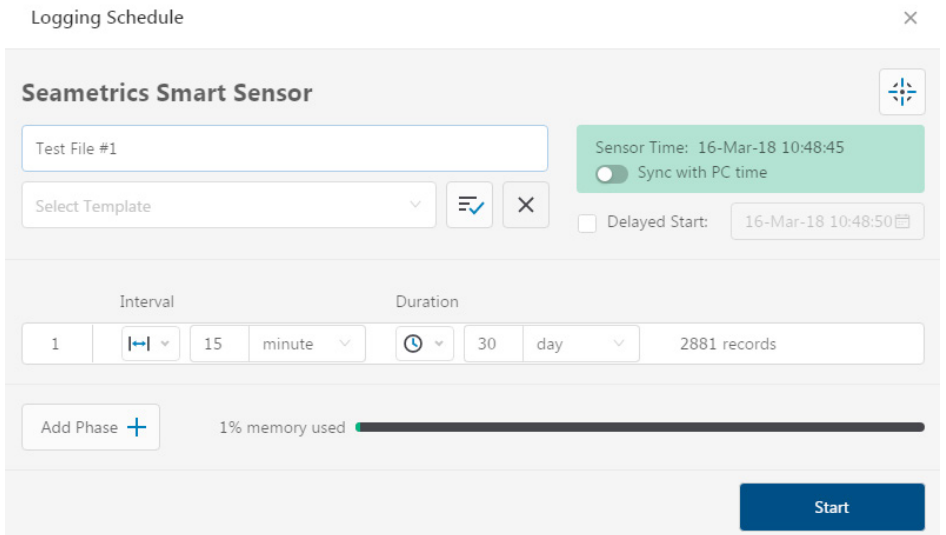 Logging Schedule
Seametrics Smart Sensor
Test File #1
Sensor Time: 16-Mar-18 10:48:45
Sync with PC time
Select Template
Delayed Start: 16-Mar-18 10:48:50
Interval Duration
1 15 minute 30 day 2881 records
Add Phase 1% memory used
Start